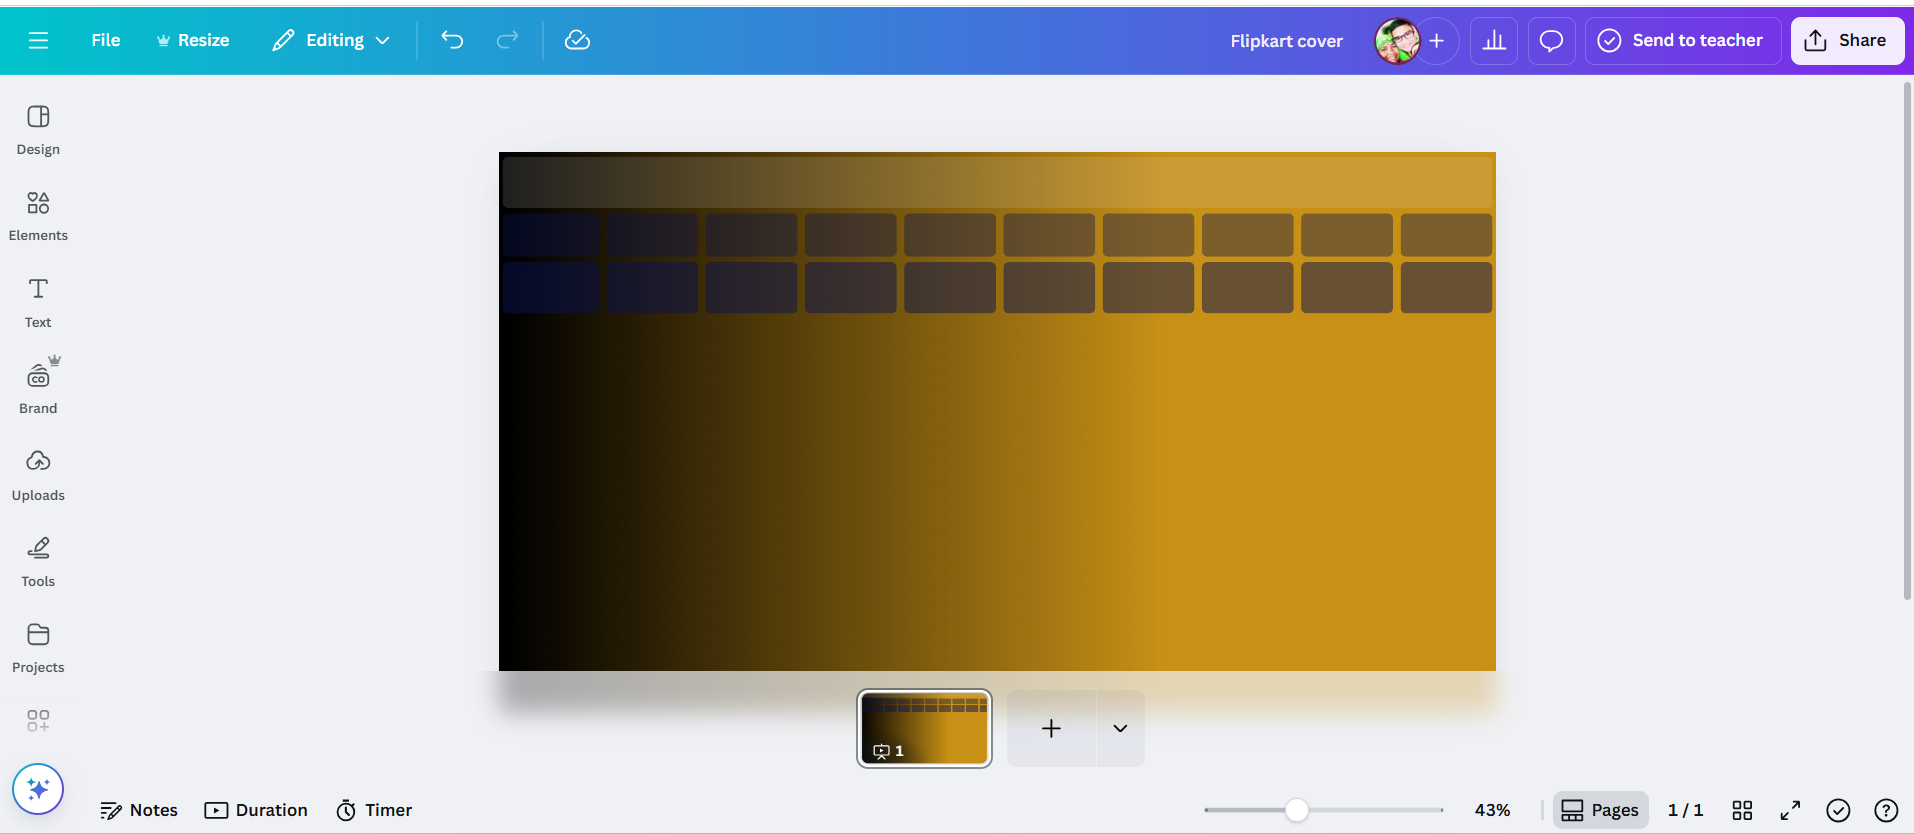 File Resize Editing Flipkart cover Send to teacher Share
Design
Elements
Text
CO
Brand
Uploads
Tools
Projects
1
Notes Duration Timer 43% Pages 1 / 1